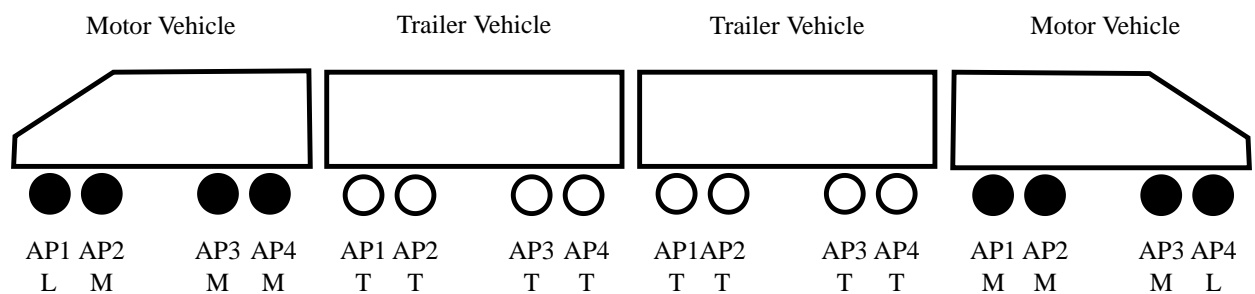 Motor Vehicle Trailer Vehicle Trailer Vehicle Motor Vehicle
AP1 AP2 AP3 AP4 AP1 AP2 AP3 AP4 AP1AP2 AP3 AP4 AP1 AP2 AP3 AP4
L M M M T T T T T T T T M M M L